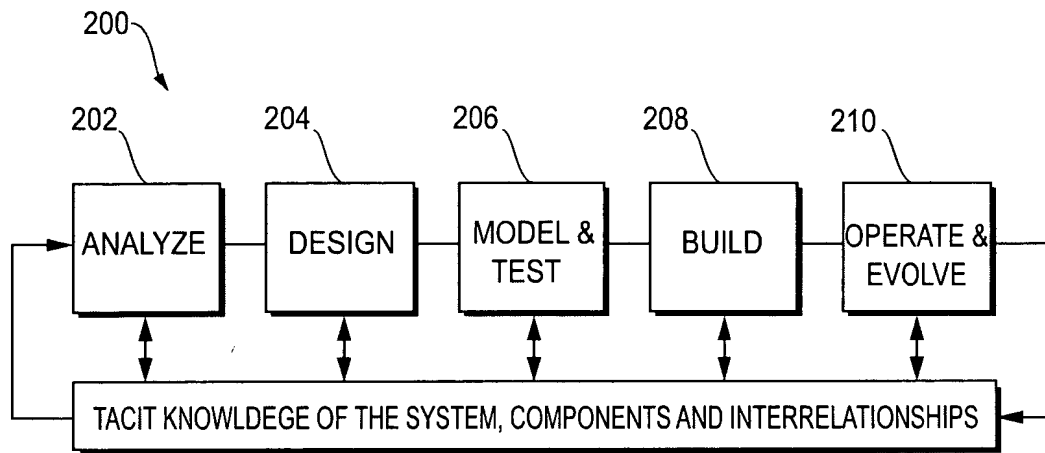 200
202
204
206
208
210
ANALYZE
DESIGN
MODEL &
TEST
BUILD
OPERATE &
EVOLVE
TACIT KNOWLDEGE OF THE SYSTEM, COMPONENTS AND INTERRELATIONSHIPS